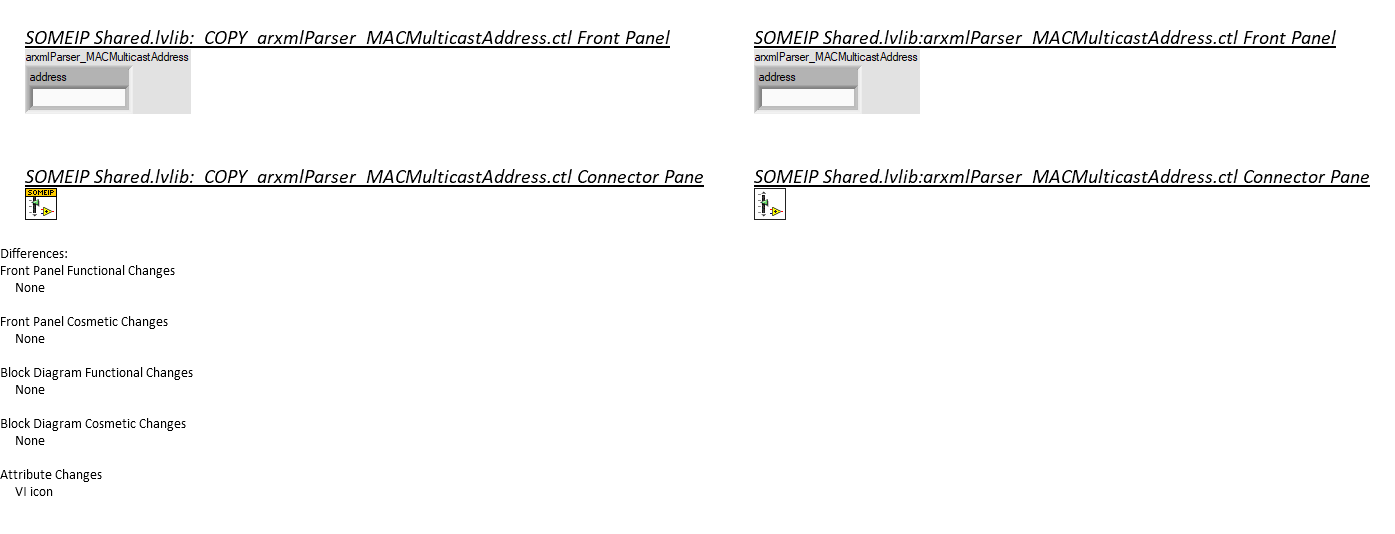 SOMEIP Shared.lvlib:_COPY_arxmlParser_MACMulticastAddress.ctl Front Panel
arxmlParser_MACMulticastAddress
address
SOMEIP Shared.lvlib:arxmlParser_MACMulticastAddress.ctl Front Panel
arxmlParser_MACMulticastAddress
address
SOMEIP Shared.lvlib:_COPY_arxmlParser_MACMulticastAddress.ctl Connector Pane
SOMEIP
SOMEIP Shared.lvlib:arxmlParser_MACMulticastAddress.ctl Connector Pane
Differences:
Front Panel Functional Changes
None
Front Panel Cosmetic Changes
None
Block Diagram Functional Changes
None
Block Diagram Cosmetic Changes
None
Attribute Changes
VI icon